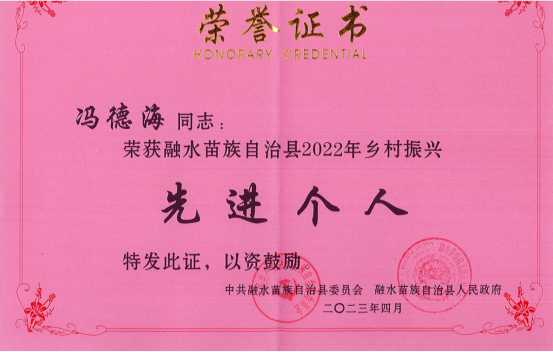 荣誉证书
HONORARY CREDENTIAL
冯德海 同志：
荣获融水苗族自治县2022年乡村振兴
先进个人
特发此证，以资鼓励
中共融水苗族自治县委员会 融水苗族自治县人民政府
二〇二三年四月